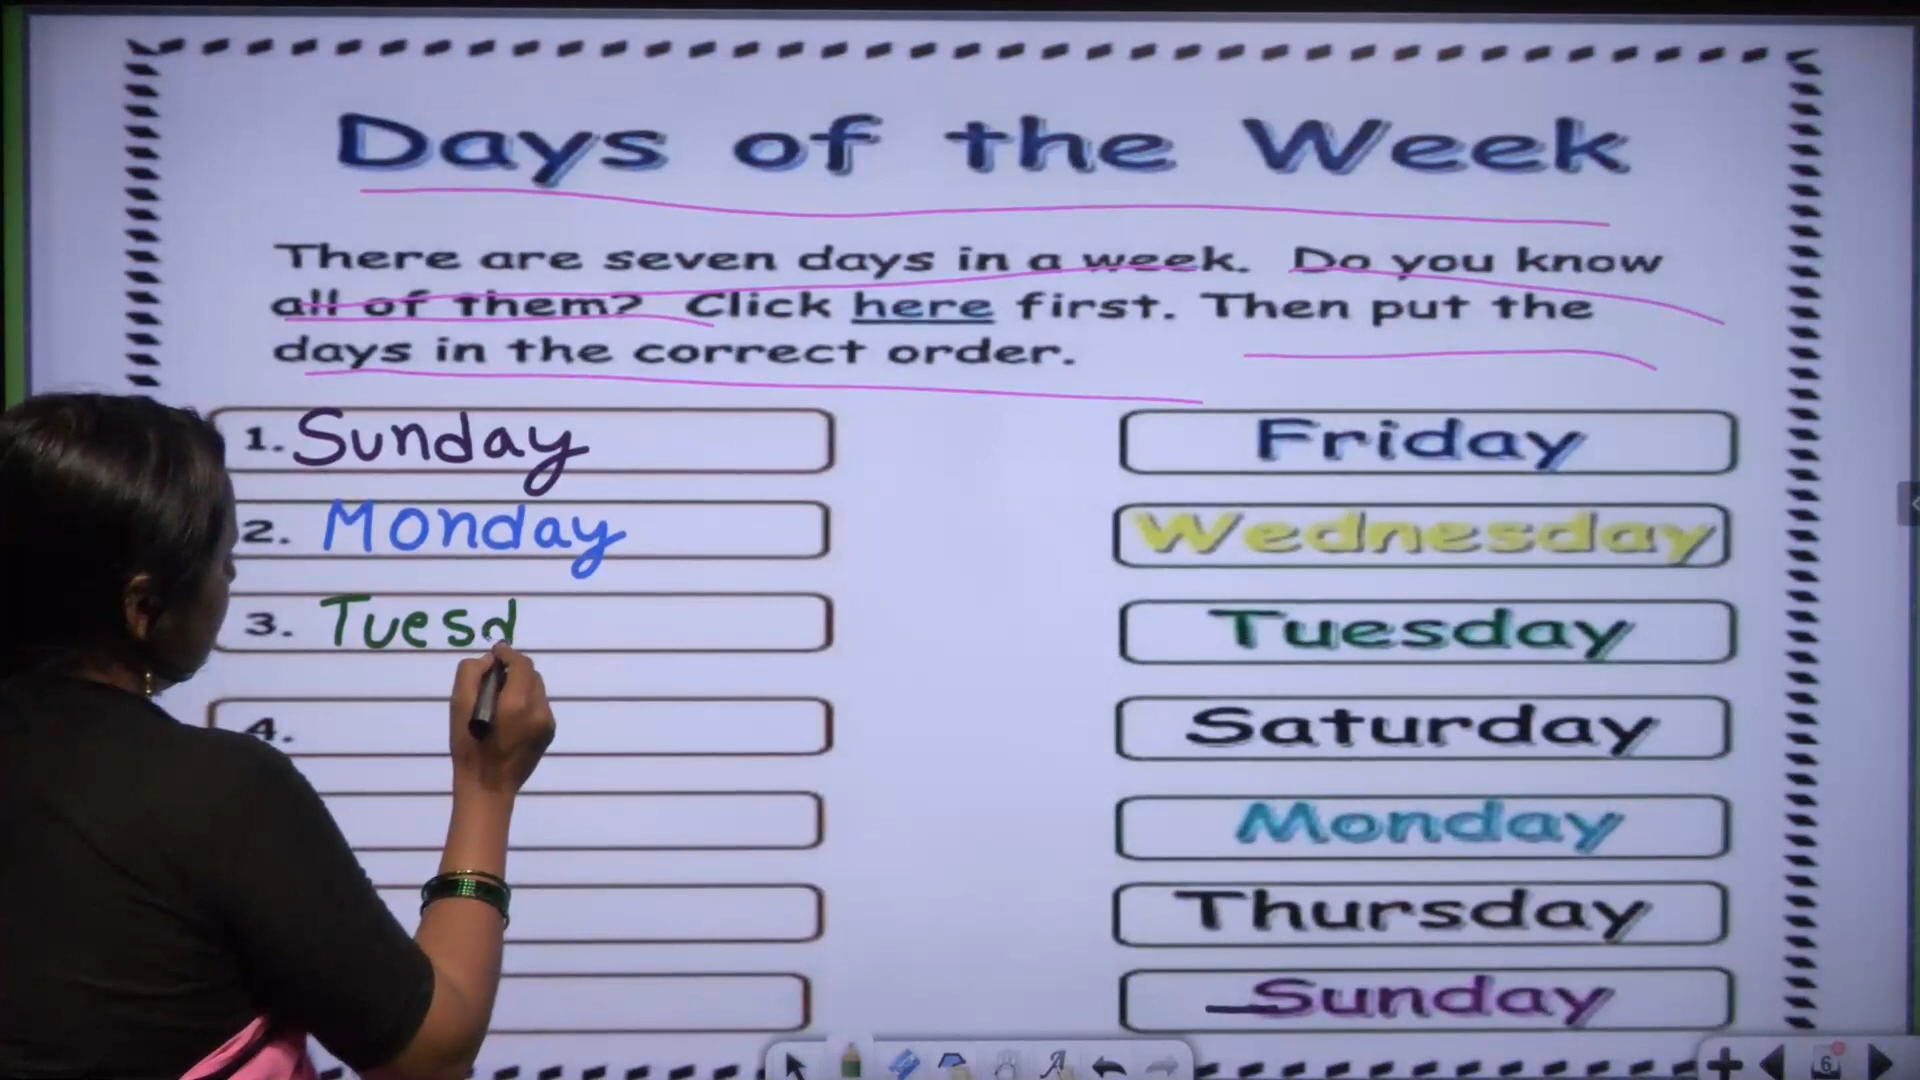 Days of the Week
There are seven days in a week. Do you know
all of them? Click here first. Then put the
days in the correct order.
1. Sunday
2. Monday
3. Tuesd
4.
Friday
Wednesday
Tuesday
Saturday
Monday
Thursday
Sunday
6